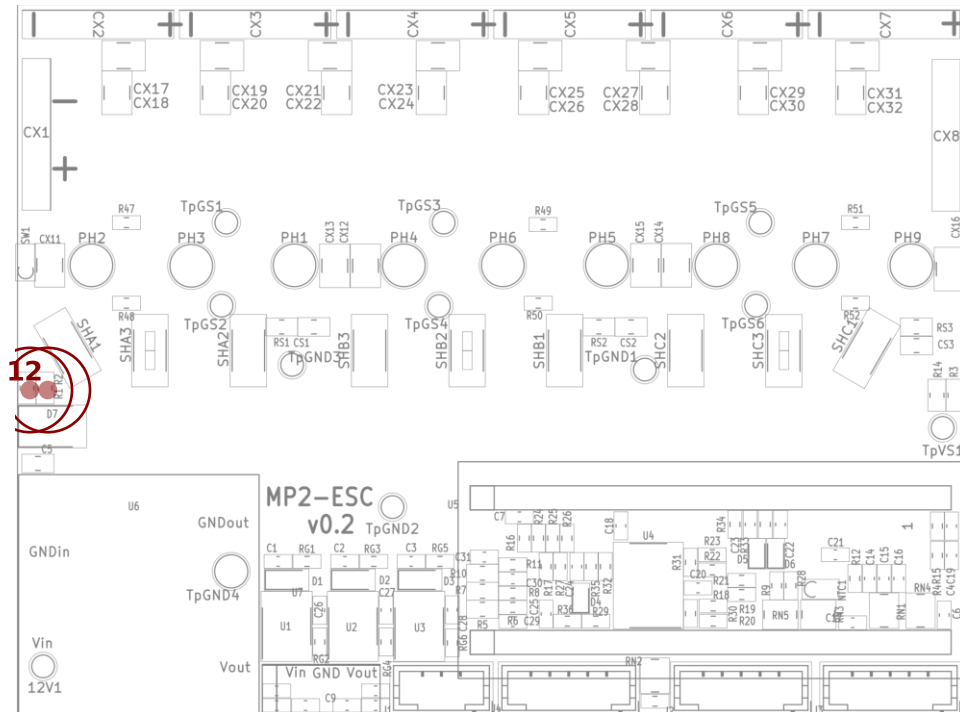 CX2 CX3 CX4 CX5 CX6 CX7
CX17 CX19 CX21 CX23 CX25 CX27 CX29 CX31
CX18 CX20 CX22 CX24 CX26 CX28 CX30 CX32
CX1 CX8
R47 TpGS1 TpGS3 R49 TpGS5 R51
SW1 CX11 PH2 PH3 PH1 CX13 CX12 PH4 PH6 PH5 CX15 CX14 PH8 PH7 PH9 CX16
R48 TpGS2 TpGS4 R50 TpGS6 R52
SHA1 SHA3 SHA2 RS1 CS1 SHB3 SHB2 SHB1 RS2 CS2 SHC2 SHC3 SHC1 RS3
TpGND3 TpGND1 CS3
12 R1 R2 R14 R3
D7
TpVS1
C5
MP2-ESC
v0.2
U6 GNDout TpGND2 U5 C7 R24 R25 R26 C18 R34 1
GNDin R16 U4 C23 R33 C22 C21
C1 RG1 C2 RG3 C3 RG5 C31 R11 R31 R23 R22 D5 D6 R12 C14 C15 C16
TpGND4 D1 D2 D3 R10 C30 R17 R27 C24 R35 R32 C20 R21 R9 R28 NTC1 RN4 R15 C19
U7 C26 C27 R7 R8 C25 D4 R18 R19
U1 U2 U3 C28 R5 R6 C29 R36 R29 R30 R20 RN5 RN3 RN1 C6
Vin RG2 RG4 RG6 RN2
12V1 Vout Vin GND Vout
C9